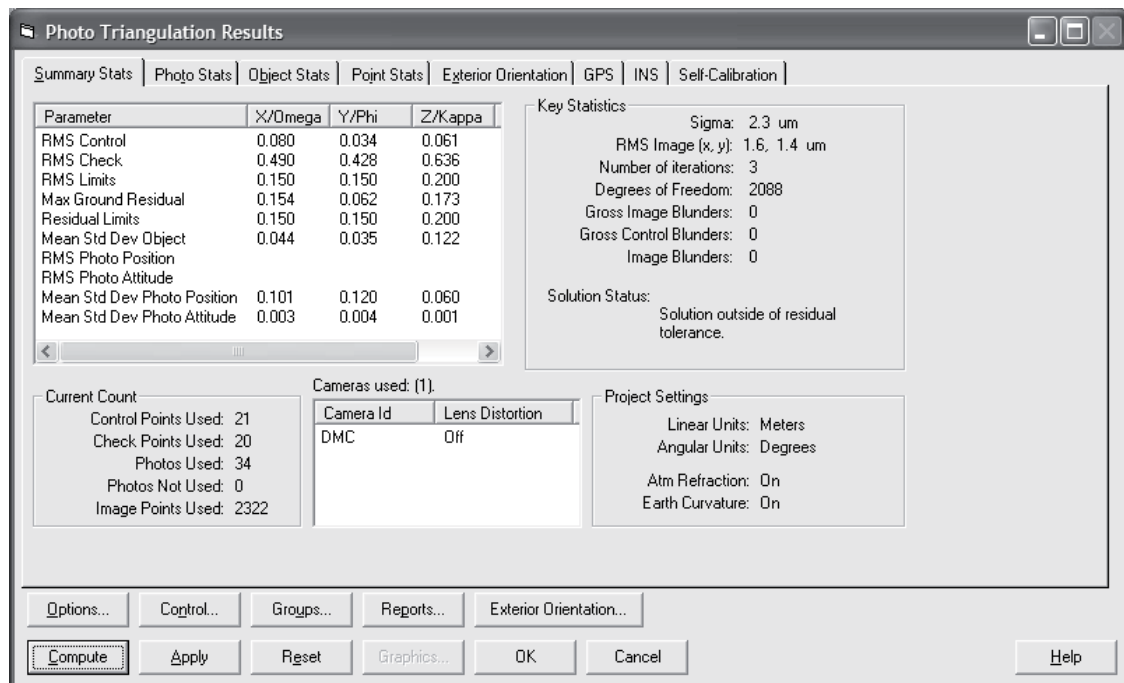 Photo Triangulation Results
Summary Stats Photo Stats Object Stats Point Stats Exterior Orientation GPS INS Self-Calibration
Parameter X/Omega Y/Phi Z/Kappa
RMS Control 0.080 0.034 0.061
RMS Check 0.490 0.428 0.636
RMS Limits 0.150 0.150 0.200
Max Ground Residual 0.154 0.062 0.173
Residual Limits 0.150 0.150 0.200
Mean Std Dev Object 0.044 0.035 0.122
RMS Photo Position
RMS Photo Attitude
Mean Std Dev Photo Position 0.101 0.120 0.060
Mean Std Dev Photo Attitude 0.003 0.004 0.001
Key Statistics
Sigma: 2.3 um
RMS Image (x, y): 1.6, 1.4 um
Number of iterations: 3
Degrees of Freedom: 2088
Gross Image Blunders: 0
Gross Control Blunders: 0
Image Blunders: 0
Solution Status:
Solution outside of residual
tolerance.
Current Count
Control Points Used: 21
Check Points Used: 20
Photos Used: 34
Photos Not Used: 0
Image Points Used: 2322
Cameras used: (1).
Camera Id Lens Distortion
DMC Off
Project Settings
Linear Units: Meters
Angular Units: Degrees
Atm Refraction: On
Earth Curvature: On
Options... Control... Groups... Reports... Exterior Orientation...
Compute Apply Reset Graphics... OK Cancel Help